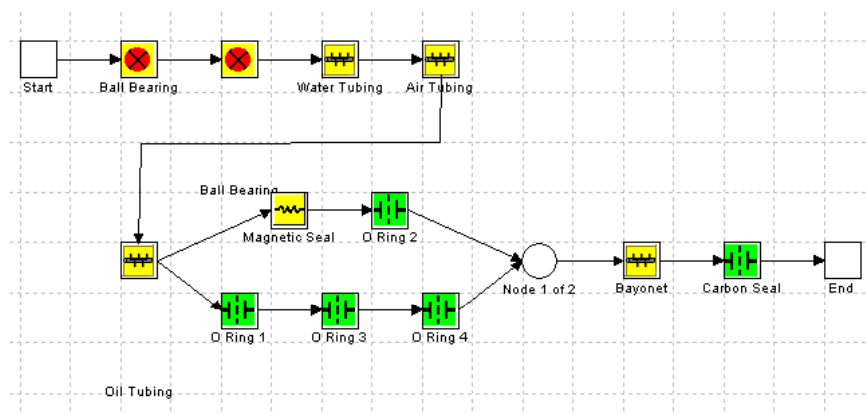 Start
Ball Bearing
Water Tubing
Air Tubing
Ball Bearing
Magnetic Seal
O Ring 2
Node 1 of 2
Bayonet
Carbon Seal
End
O Ring 1
O Ring 3
O Ring 4
Oil Tubing